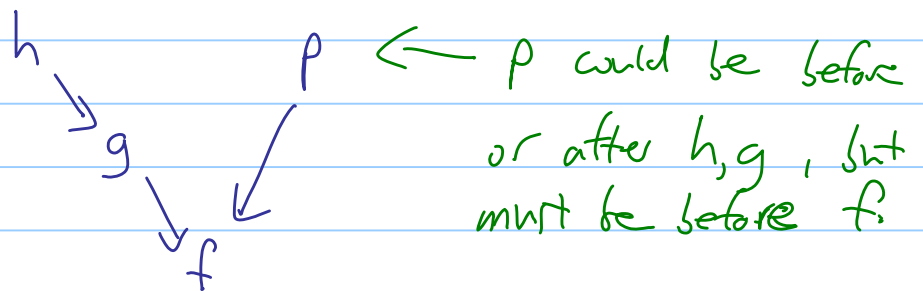 h
p ← p could be before
or after h,g, but
g
must be before f.
f